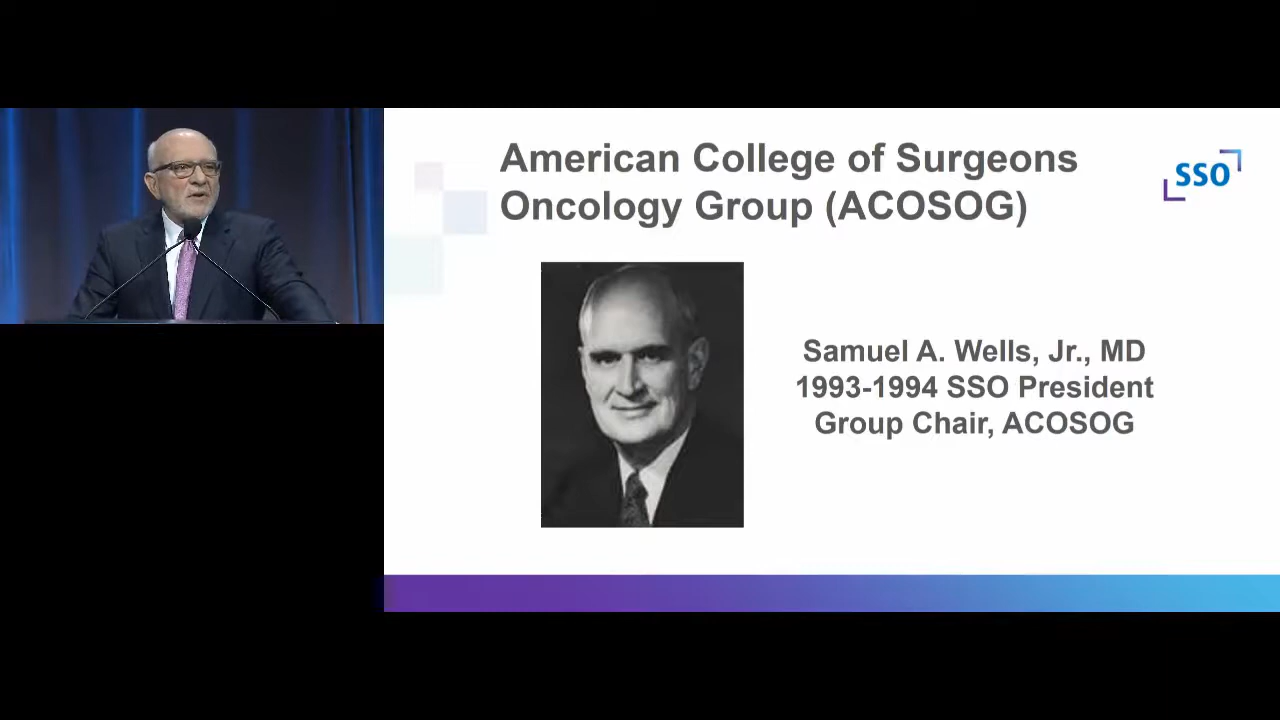 American College of Surgeons
Oncology Group (ACOSOG)
SSO
Samuel A. Wells, Jr., MD
1993-1994 SSO President
Group Chair, ACOSOG